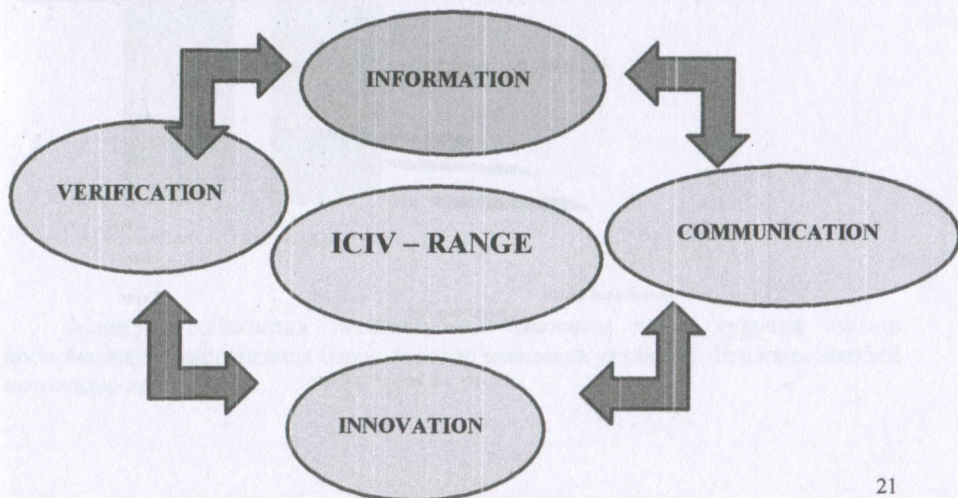 INFORMATION
VERIFICATION
COMMUNICATION
ICIV – RANGE
INNOVATION
21